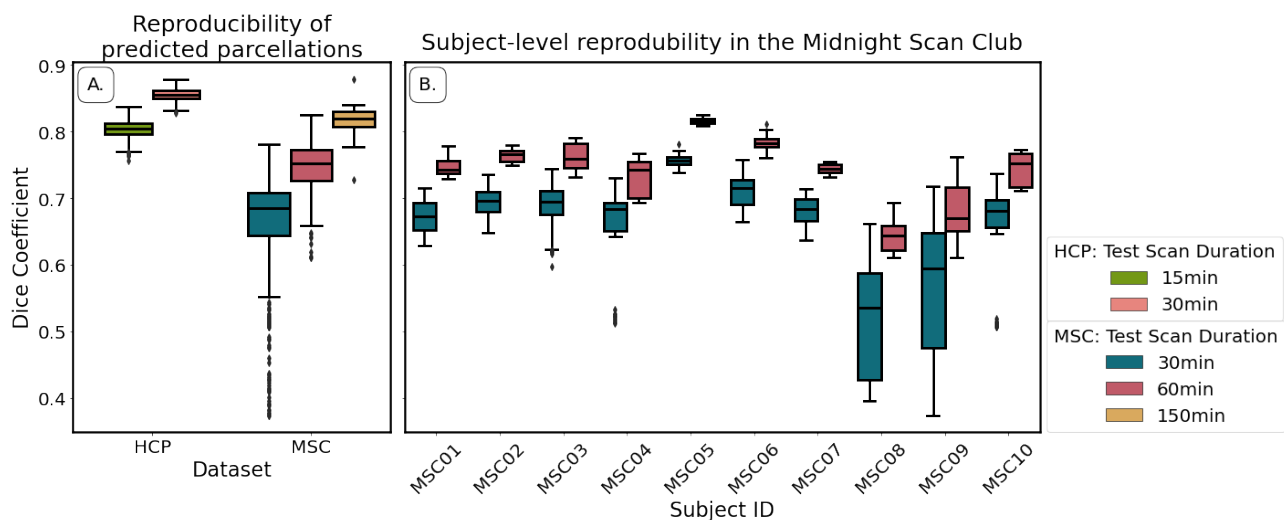 Reproducibility of
predicted parcellations
Subject-level reprodubility in the Midnight Scan Club
A.
B.
Dice Coefficient
0.9
0.8
0.7
0.6
0.5
0.4
HCP
MSC
Dataset
MSC01
MSC02
MSC03
MSC04
MSC05
MSC06
MSC07
MSC08
MSC09
MSC10
Subject ID
HCP: Test Scan Duration
15min
30min
MSC: Test Scan Duration
30min
60min
150min